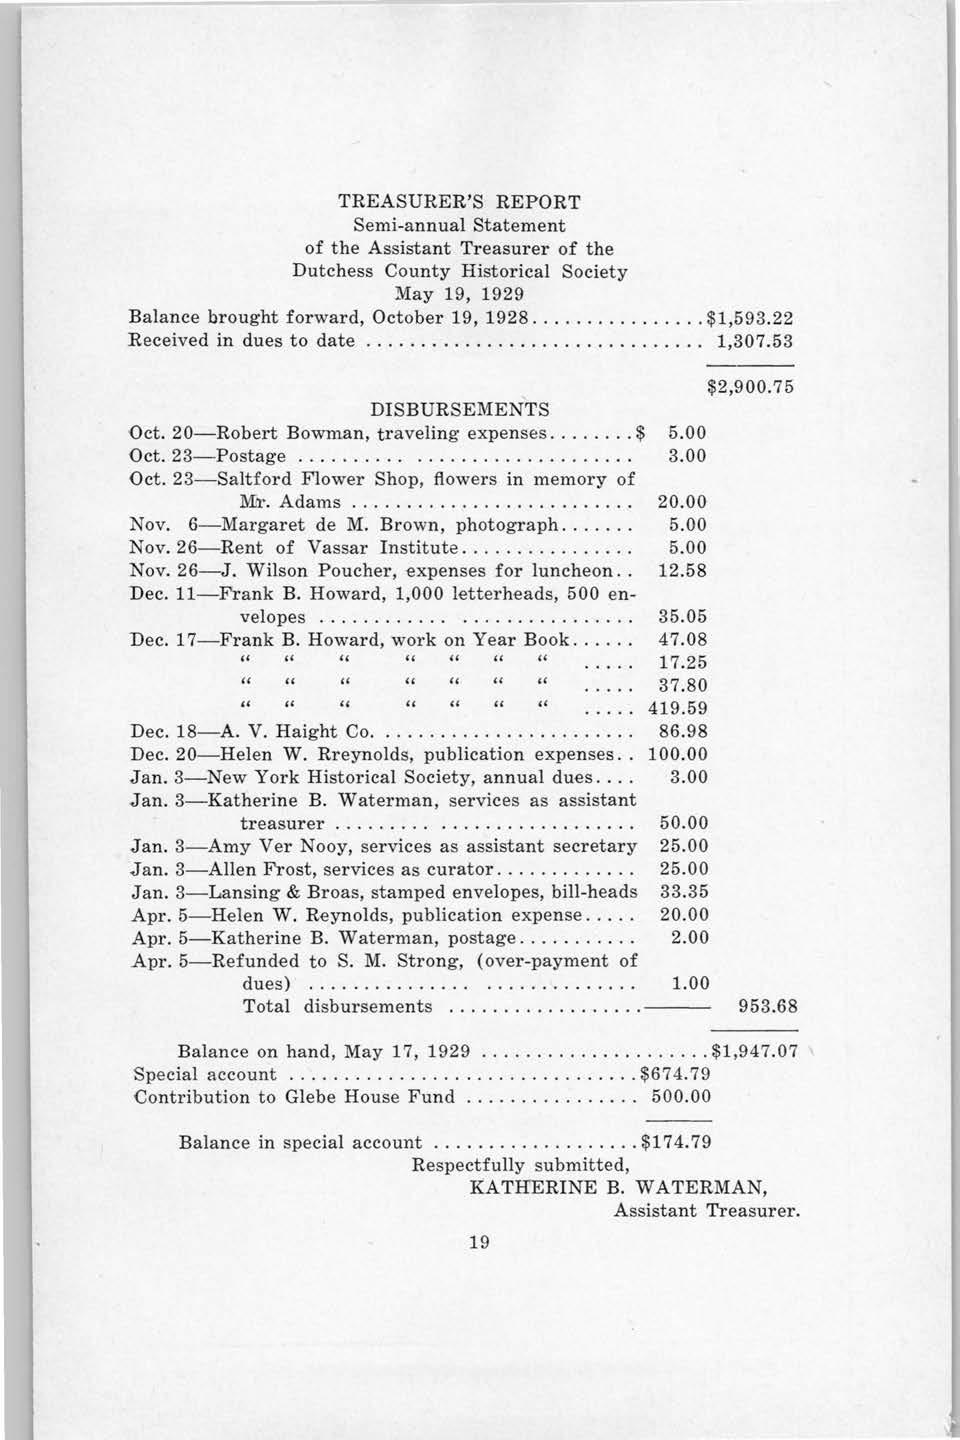 TREASURER'S REPORT
Semi-annual Statement
of the Assistant Treasurer of the
Dutchess County Historical Society
May 19, 1929
Balance brought forward, October 19, 1928................$1,593.22
Received in dues to date ............................... 1,307.53
$2,900.75
DISBURSEMENTS
Oct. 20—Robert Bowman, traveling expenses........$ 5.00
Oct. 23—Postage .......... .................... 3.00
Oct. 23—Saltford Flower Shop, flowers in memory of
Mr. Adams .......................... 20.00
Nov. 6—Margaret de M. Brown, photograph....... 5.00
Nov. 26—Rent of Vassar Institute................ 5.00
Nov. 26—J. Wilson Poucher, expenses for luncheon.. 12.58
Dec. 11—Frank B. Howard, 1,000 letterheads, 500 en-
velopes ............ ................ 35.05
Dec. 17—Frank B. Howard, work on Year Book...... 47.08
“ “ “ “ “ “ “ ..... 17.25
“ “ “ “ “ “ “ ..... 37.80
“ “ “ “ “ “ “ ..... 419.59
Dec. 18—A. V. Haight Co. ....................... 86.98
Dec. 20—Helen W. Rreynolds, publication expenses.. 100.00
Jan. 3—New York Historical Society, annual dues.... 3.00
Jan. 3—Katherine B. Waterman, services as assistant
treasurer ......... .................. 50.00
Jan. 3—Amy Ver Nooy, services as assistant secretary 25.00
Jan. 3—Allen Frost, services as curator............. 25.00
Jan. 3—Lansing & Broas, stamped envelopes, bill-heads 33.35
Apr. 5—Helen W. Reynolds, publication expense..... 20.00
Apr. 5—Katherine B. Waterman, postage........... 2.00
Apr. 5—Refunded to S. M. Strong, (over-payment of
dues) ............... .............. 1.00
Total disbursements .................. 953.68
Balance on hand, May 17, 1929 .....................$1,947.07
Special account ................................$674.79
Contribution to Glebe House Fund ................ 500.00
Balance in special account ...................$174.79
Respectfully submitted,
KATHERINE B. WATERMAN,
Assistant Treasurer.
19